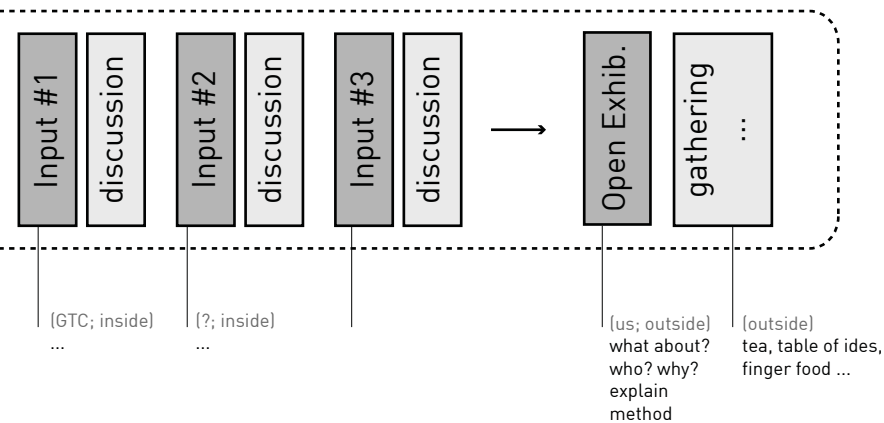 Input #1
discussion
Input #2
discussion
Input #3
discussion
Open Exhib.
gathering
...
(GTC; inside)
...
(?; inside)
...
(us; outside)
what about?
who? why?
explain
method
(outside)
tea, table of ides,
finger food ...